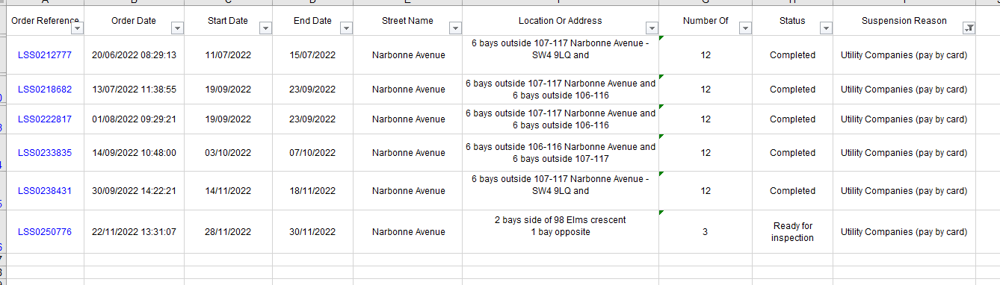 Order Reference Order Date Start Date End Date Street Name Location Or Address Number Of Status Suspension Reason
LSS0212777 20/06/2022 08:29:13 11/07/2022 15/07/2022 Narbonne Avenue 6 bays outside 107-117 Narbonne Avenue -
SW4 9LQ and 12 Completed Utility Companies (pay by card)
LSS0218682 13/07/2022 11:38:55 19/09/2022 23/09/2022 Narbonne Avenue 6 bays outside 107-117 Narbonne Avenue and
6 bays outside 106-116 12 Completed Utility Companies (pay by card)
LSS0222817 01/08/2022 09:29:21 19/09/2022 23/09/2022 Narbonne Avenue 6 bays outside 107-117 Narbonne Avenue and
6 bays outside 106-116 12 Completed Utility Companies (pay by card)
LSS0233835 14/09/2022 10:48:00 03/10/2022 07/10/2022 Narbonne Avenue 6 bays outside 106-116 Narbonne Avenue and
6 bays outside 107-117 12 Completed Utility Companies (pay by card)
LSS0238431 30/09/2022 14:22:21 14/11/2022 18/11/2022 Narbonne Avenue 6 bays outside 107-117 Narbonne Avenue -
SW4 9LQ and 12 Completed Utility Companies (pay by card)
LSS0250776 22/11/2022 13:31:07 28/11/2022 30/11/2022 Narbonne Avenue 2 bays side of 98 Elms crescent
1 bay opposite 3 Ready for
inspection Utility Companies (pay by card)